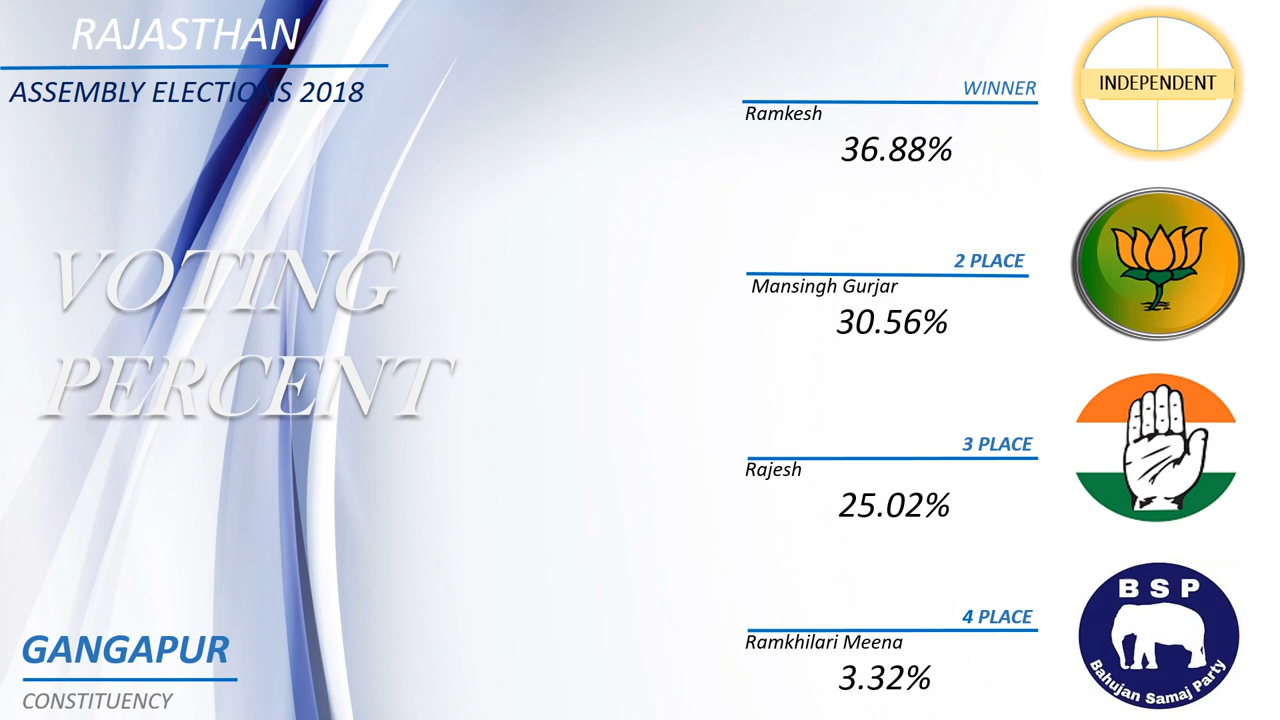 RAJASTHAN
ASSEMBLY ELECTIONS 2018
VOTING
PERCENT
GANGAPUR
CONSTITUENCY
WINNER
Ramkesh
36.88%
INDEPENDENT
2 PLACE
Mansingh Gurjar
30.56%
3 PLACE
Rajesh
25.02%
4 PLACE
Ramkhilari Meena
3.32%
BSP
Bahujan Samaj Party